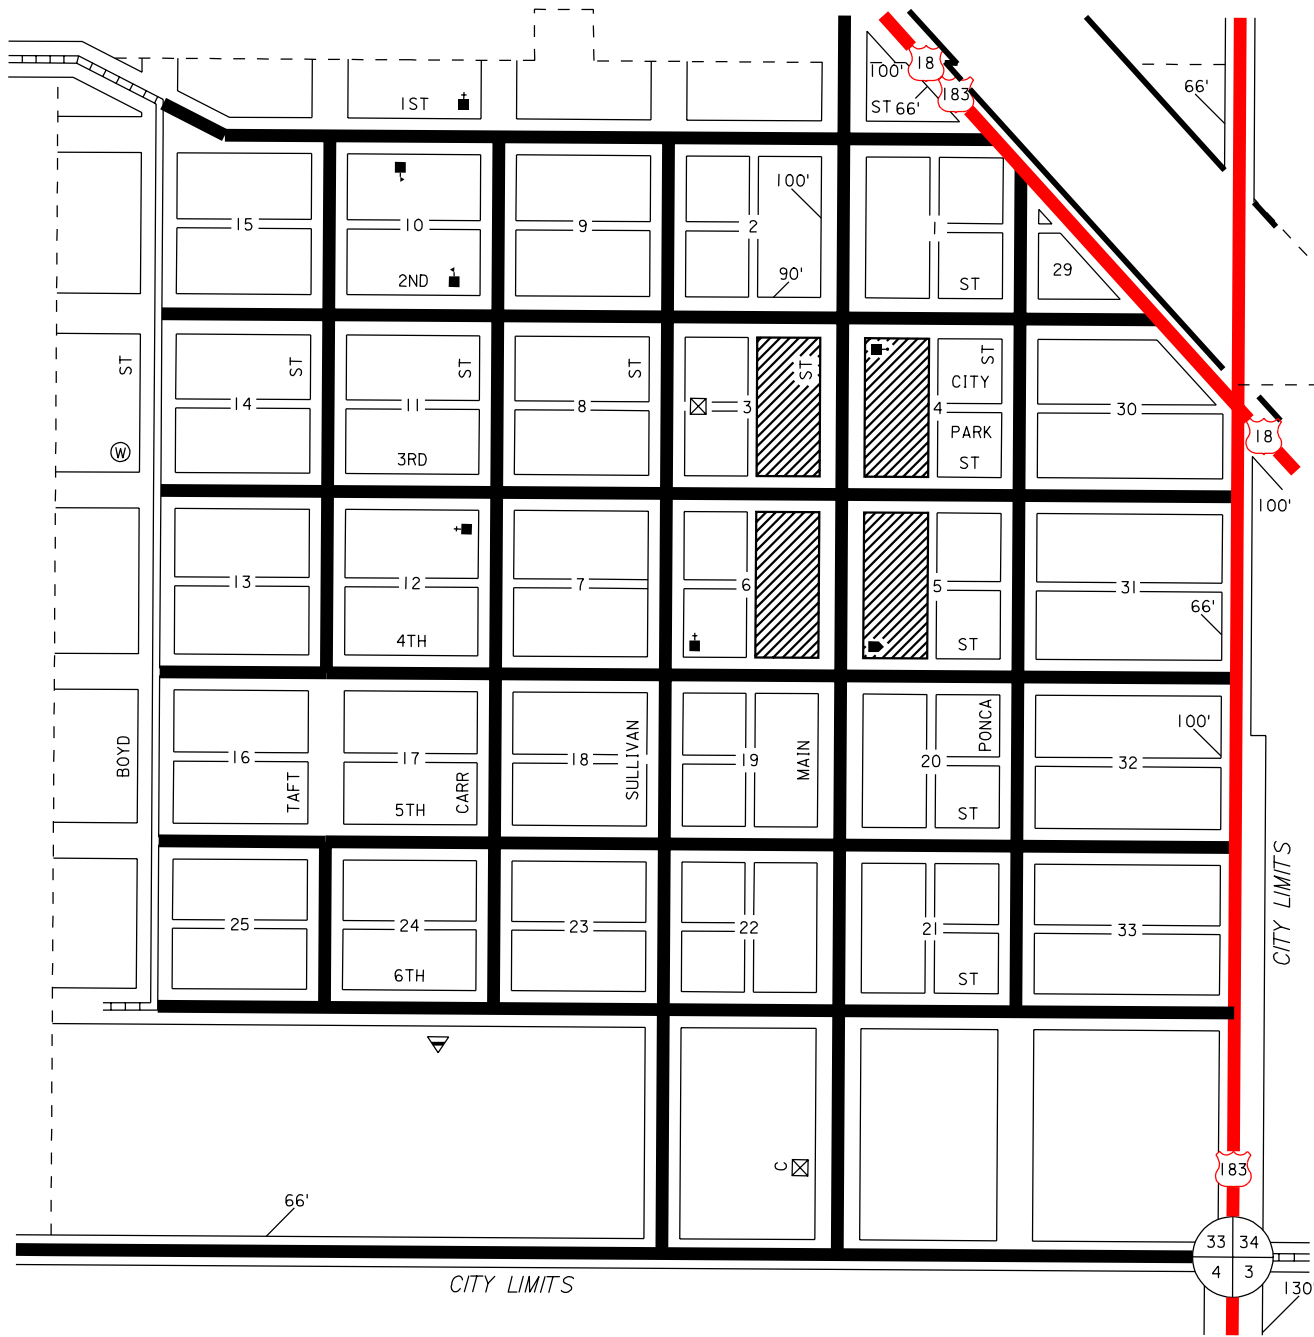 18
66'
100'
183
1ST
ST 66'
100'
15
10
9
2
1
90'
29
2ND
ST
ST
ST
ST
ST
ST
ST
CITY
14
11
8
3
4
30
PARK
18
W
3RD
ST
100'
13
12
7
6
5
31
66'
4TH
ST
100'
PONCA
BOYD
TAFT
CARR
SULLIVAN
MAIN
16
17
18
19
20
32
5TH
ST
CITY LIMITS
25
24
23
22
21
33
6TH
ST
C
183
66'
33 34
4 3
CITY LIMITS
130